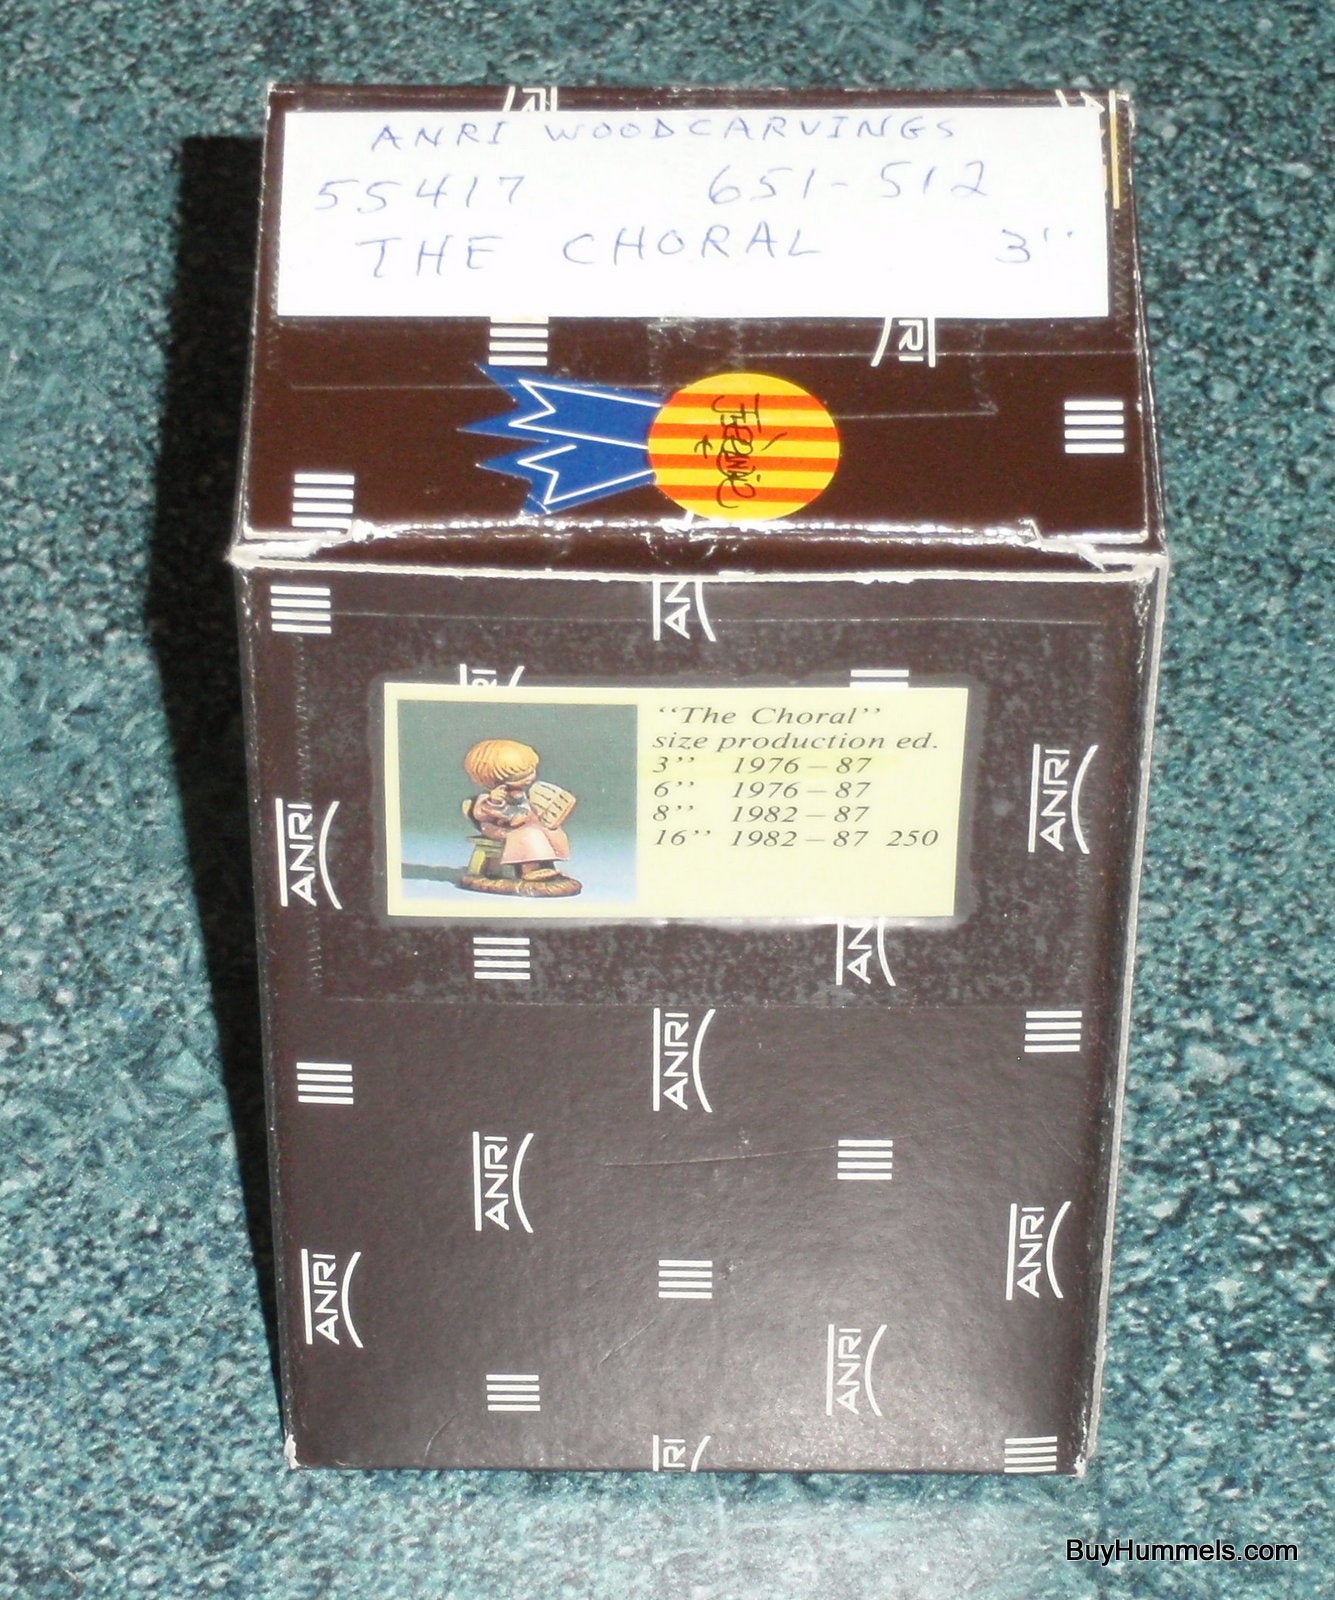 ANRI WOODCARVINGS
55417 651-512
THE CHORAL 3''
ANRI
‘‘The Choral’’
size production ed.
3’’ 1976 – 87
6’’ 1976 – 87
8’’ 1982 – 87
16’’ 1982 – 87 250
ANRI
ANRI
ANRI
ANRI
ANRI
ANRI
ANRI
BuyHummels.com